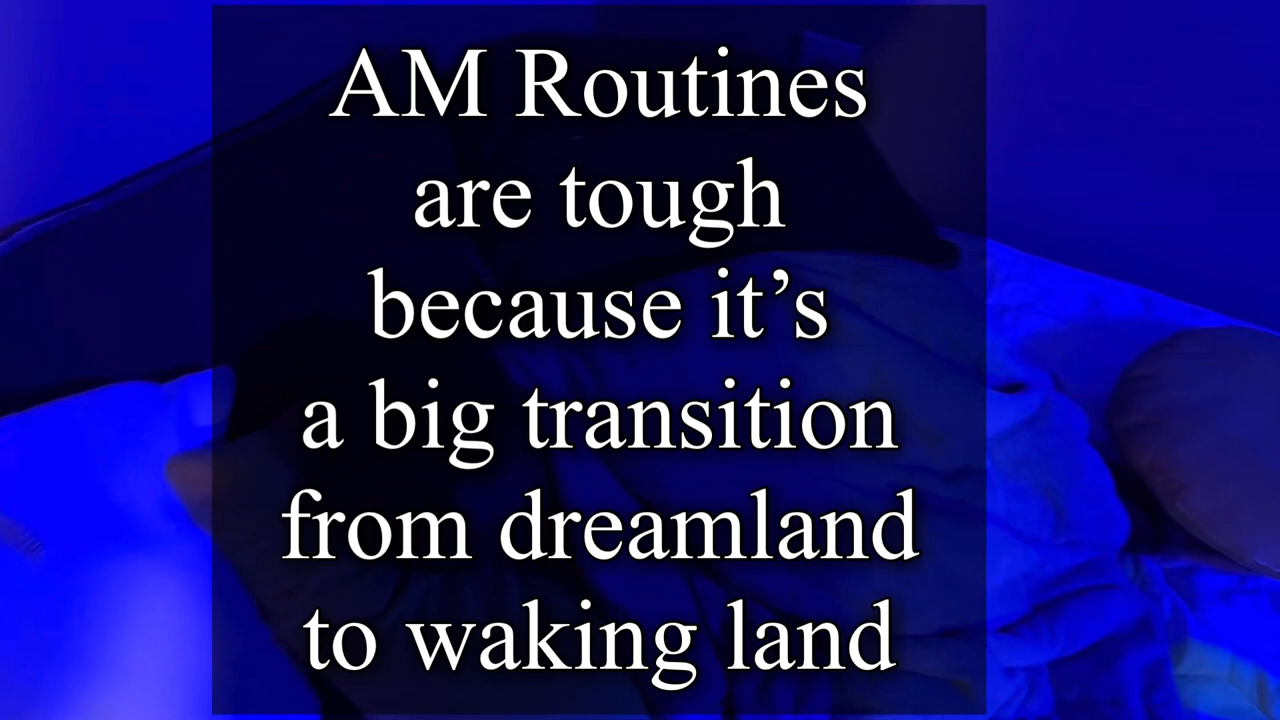 AM Routines
are tough
because it’s
a big transition
from dreamland
to waking land